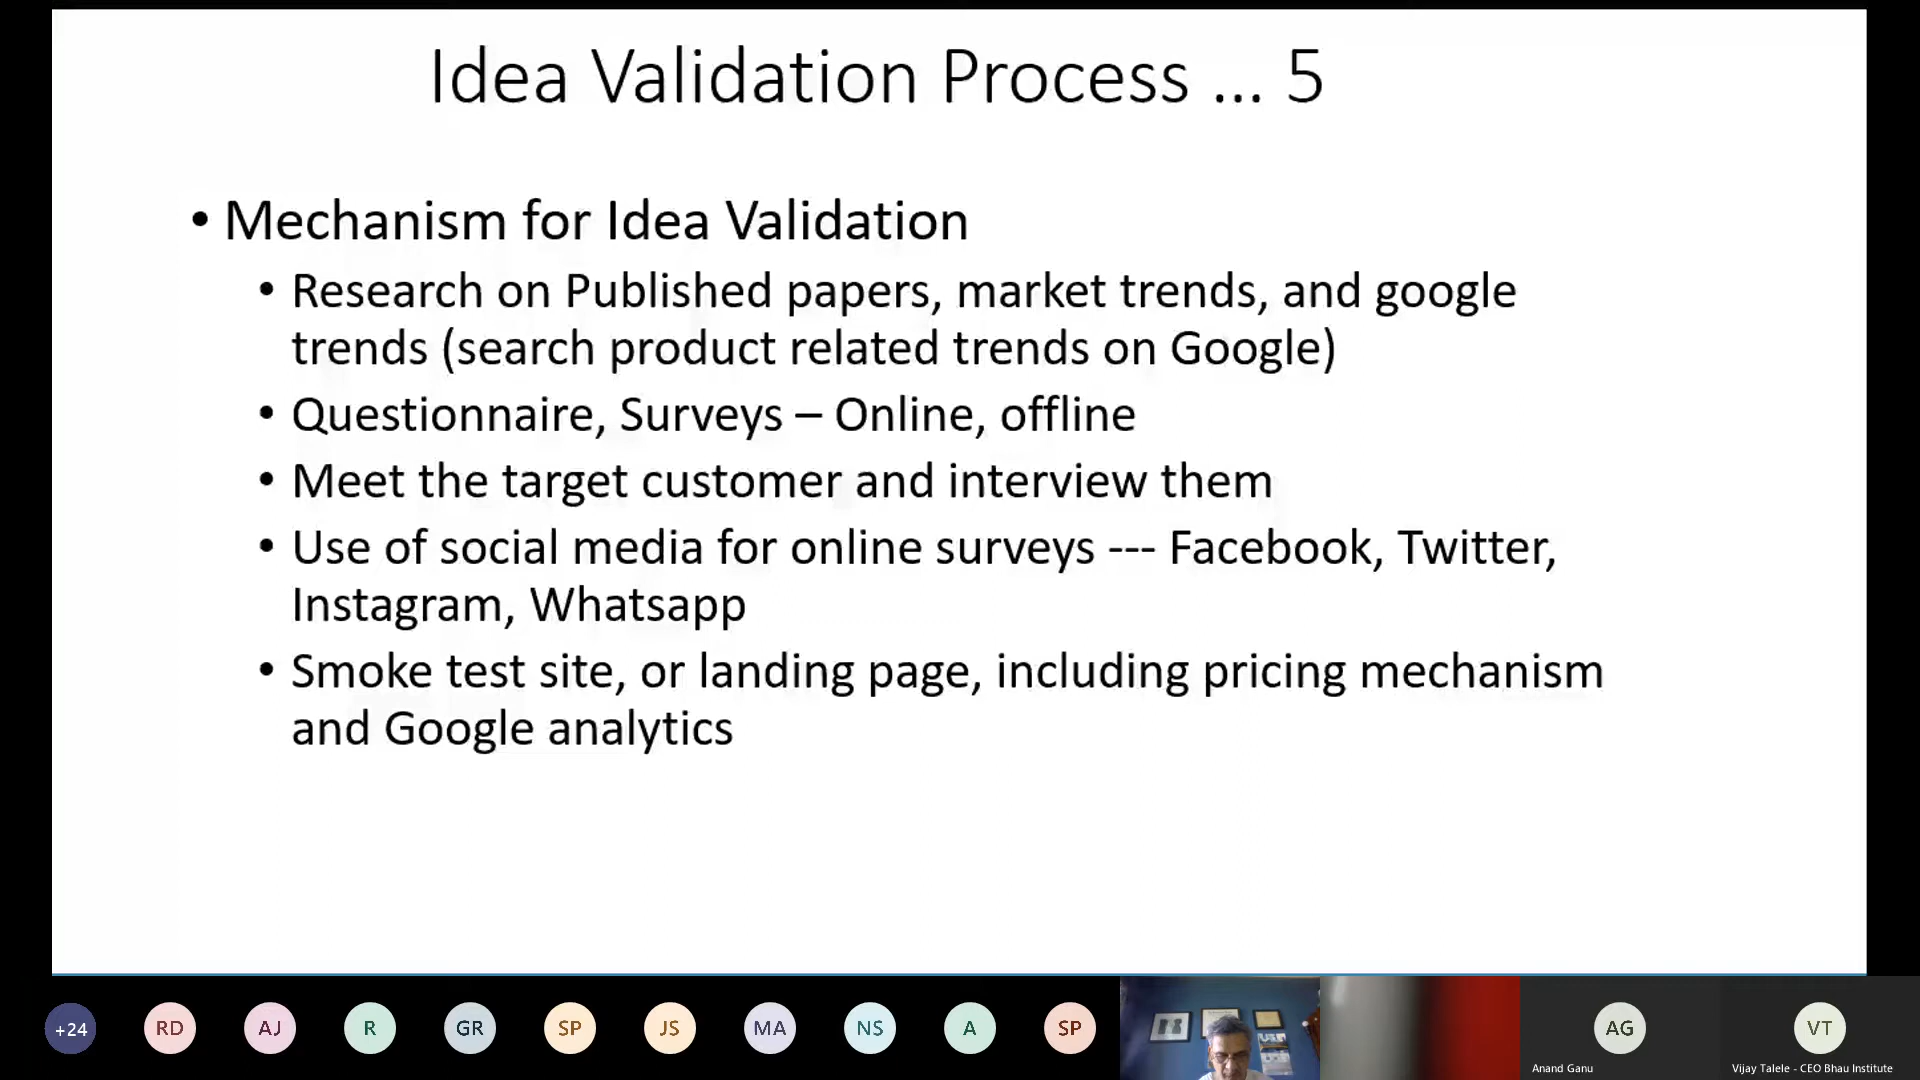 Idea Validation Process ... 5
• Mechanism for Idea Validation
• Research on Published papers, market trends, and google
trends (search product related trends on Google)
• Questionnaire, Surveys – Online, offline
• Meet the target customer and interview them
• Use of social media for online surveys --- Facebook, Twitter,
Instagram, Whatsapp
• Smoke test site, or landing page, including pricing mechanism
and Google analytics
+24
RD
AJ
R
GR
SP
JS
MA
NS
A
SP
AG
VT
Anand Ganu
Vijay Talele - CEO Bhau Institute